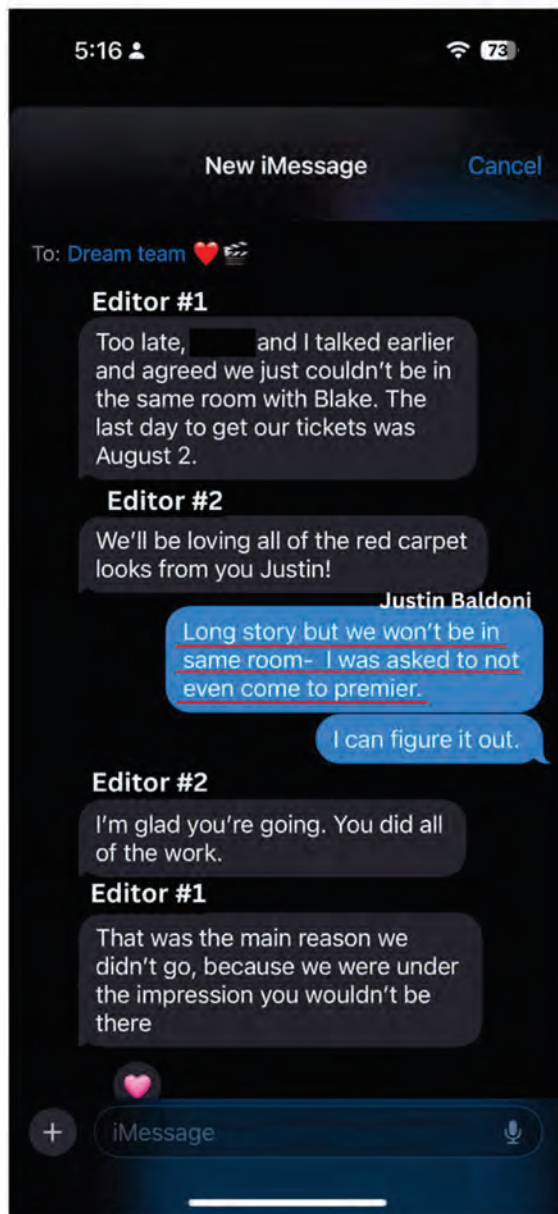 5:16
73
New iMessage
Cancel
To: Dream team ❤️🎬
Editor #1
Too late, and I talked earlier
and agreed we just couldn't be in
the same room with Blake. The
last day to get our tickets was
August 2.
Editor #2
We'll be loving all of the red carpet
looks from you Justin!
Justin Baldoni
Long story but we won't be in
same room- I was asked to not
even come to premier.
I can figure it out.
Editor #2
I'm glad you're going. You did all
of the work.
Editor #1
That was the main reason we
didn't go, because we were under
the impression you wouldn't be
there
iMessage